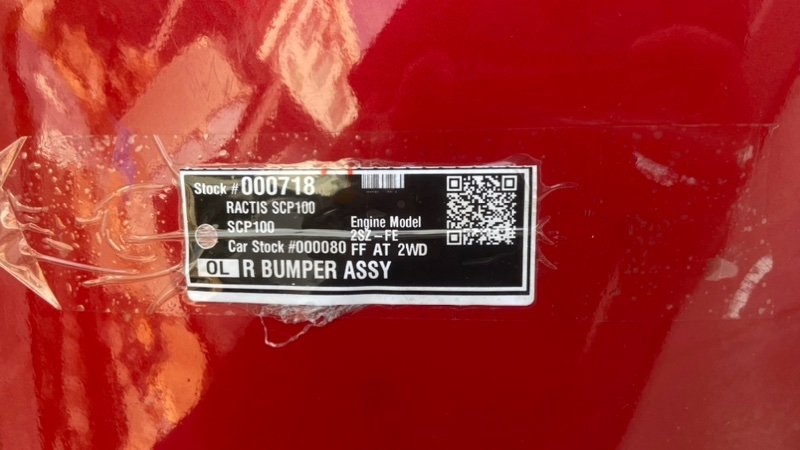 Stock # 000718
RACTIS SCP100
SCP100
Car Stock #000080
Engine Model
2SZ-FE
FF AT 2WD
OL R BUMPER ASSY